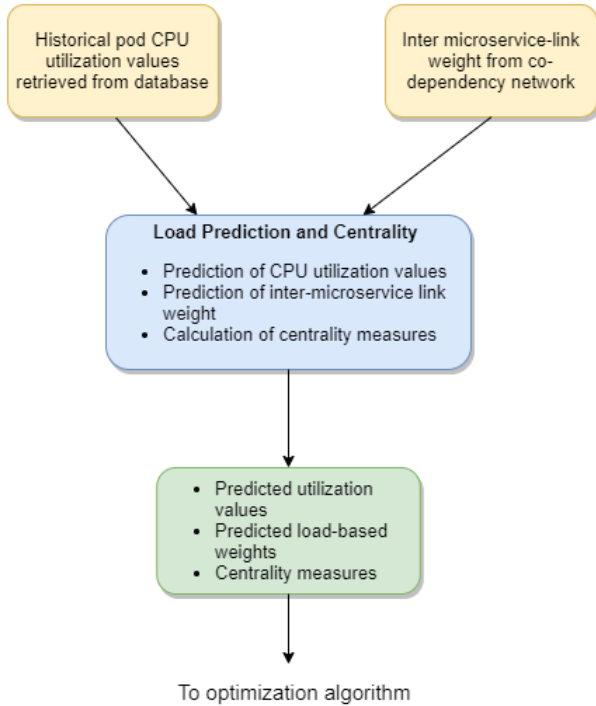 Historical pod CPU
utilization values
retrieved from database
Inter microservice-link
weight from co-
dependency network
Load Prediction and Centrality
• Prediction of CPU utilization values
• Prediction of inter-microservice link
weight
• Calculation of centrality measures
• Predicted utilization
values
• Predicted load-based
weights
• Centrality measures
To optimization algorithm